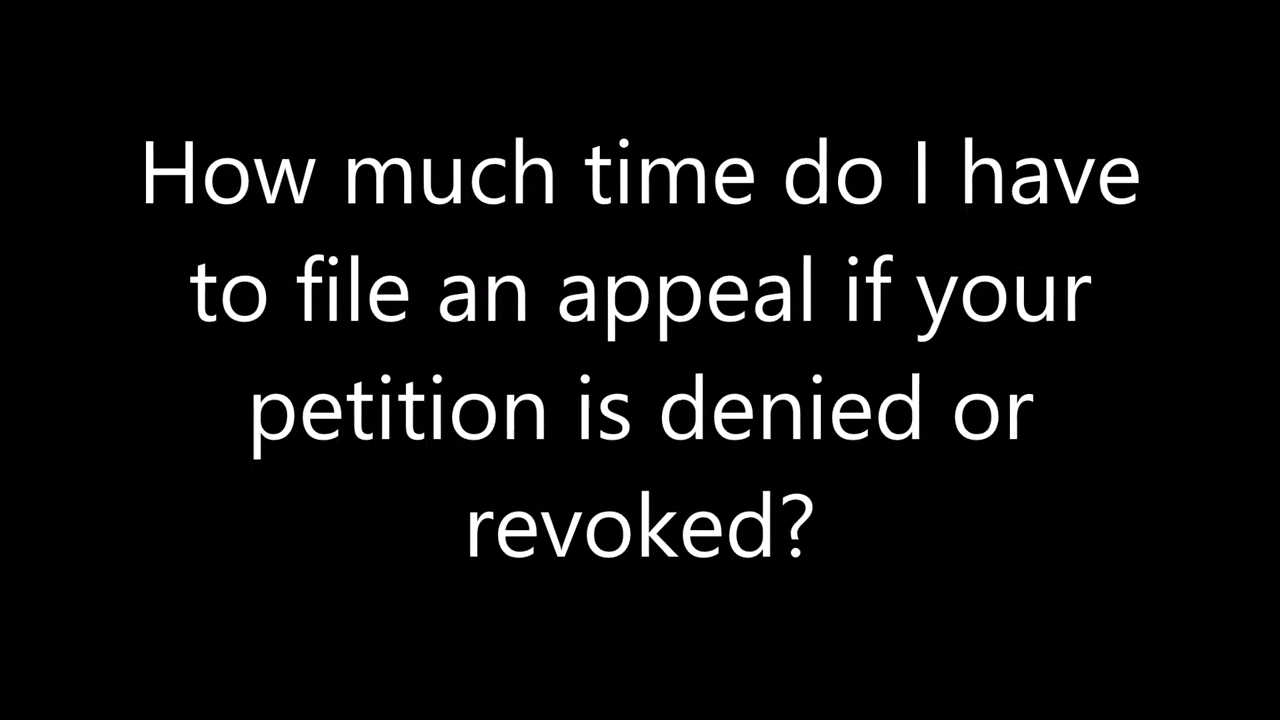 How much time do I have
to file an appeal if your
petition is denied or
revoked?